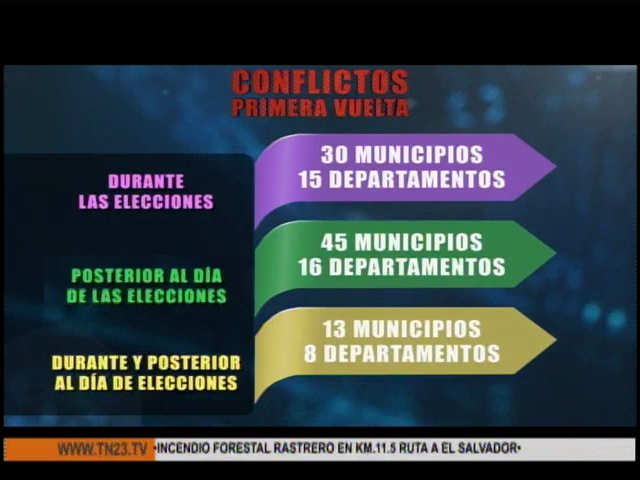 CONFLICTOS
PRIMERA VUELTA
DURANTE
LAS ELECCIONES
30 MUNICIPIOS
15 DEPARTAMENTOS
POSTERIOR AL DÍA
DE LAS ELECCIONES
45 MUNICIPIOS
16 DEPARTAMENTOS
DURANTE Y POSTERIOR
AL DÍA DE ELECCIONES
13 MUNICIPIOS
8 DEPARTAMENTOS
WWW.TN23.TV •INCENDIO FORESTAL RASTRERO EN KM.11.5 RUTA A EL SALVADOR•